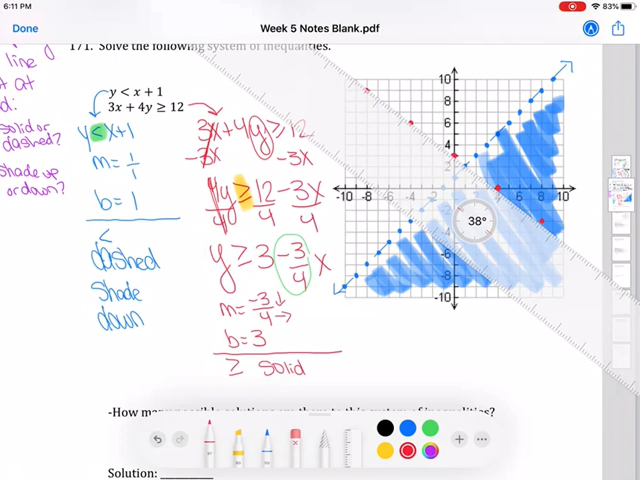 6:11 PM
83%
Done
Week 5 Notes Blank.pdf
171. Solve the following system of inequalities.
line
at
d:
solid or
dashed?
shade up
or down?
y < x + 1
3x + 4y ≥ 12
y < x+1
m = 1/1
b = 1
<
dashed
shade
down
3x + 4y ≥ 12
-3x -3x
4y ≥ 12 - 3x
4 4 4
y ≥ 3 - 3/4 x
m = -3↓/4→
b = 3
≥ solid
10
8
6
4
2
-10 -8 -6 -4
4 6 8 10
-4
-6
-8
-10
38°
-How many possible solutions are there to this system of inequalities?
Solution: